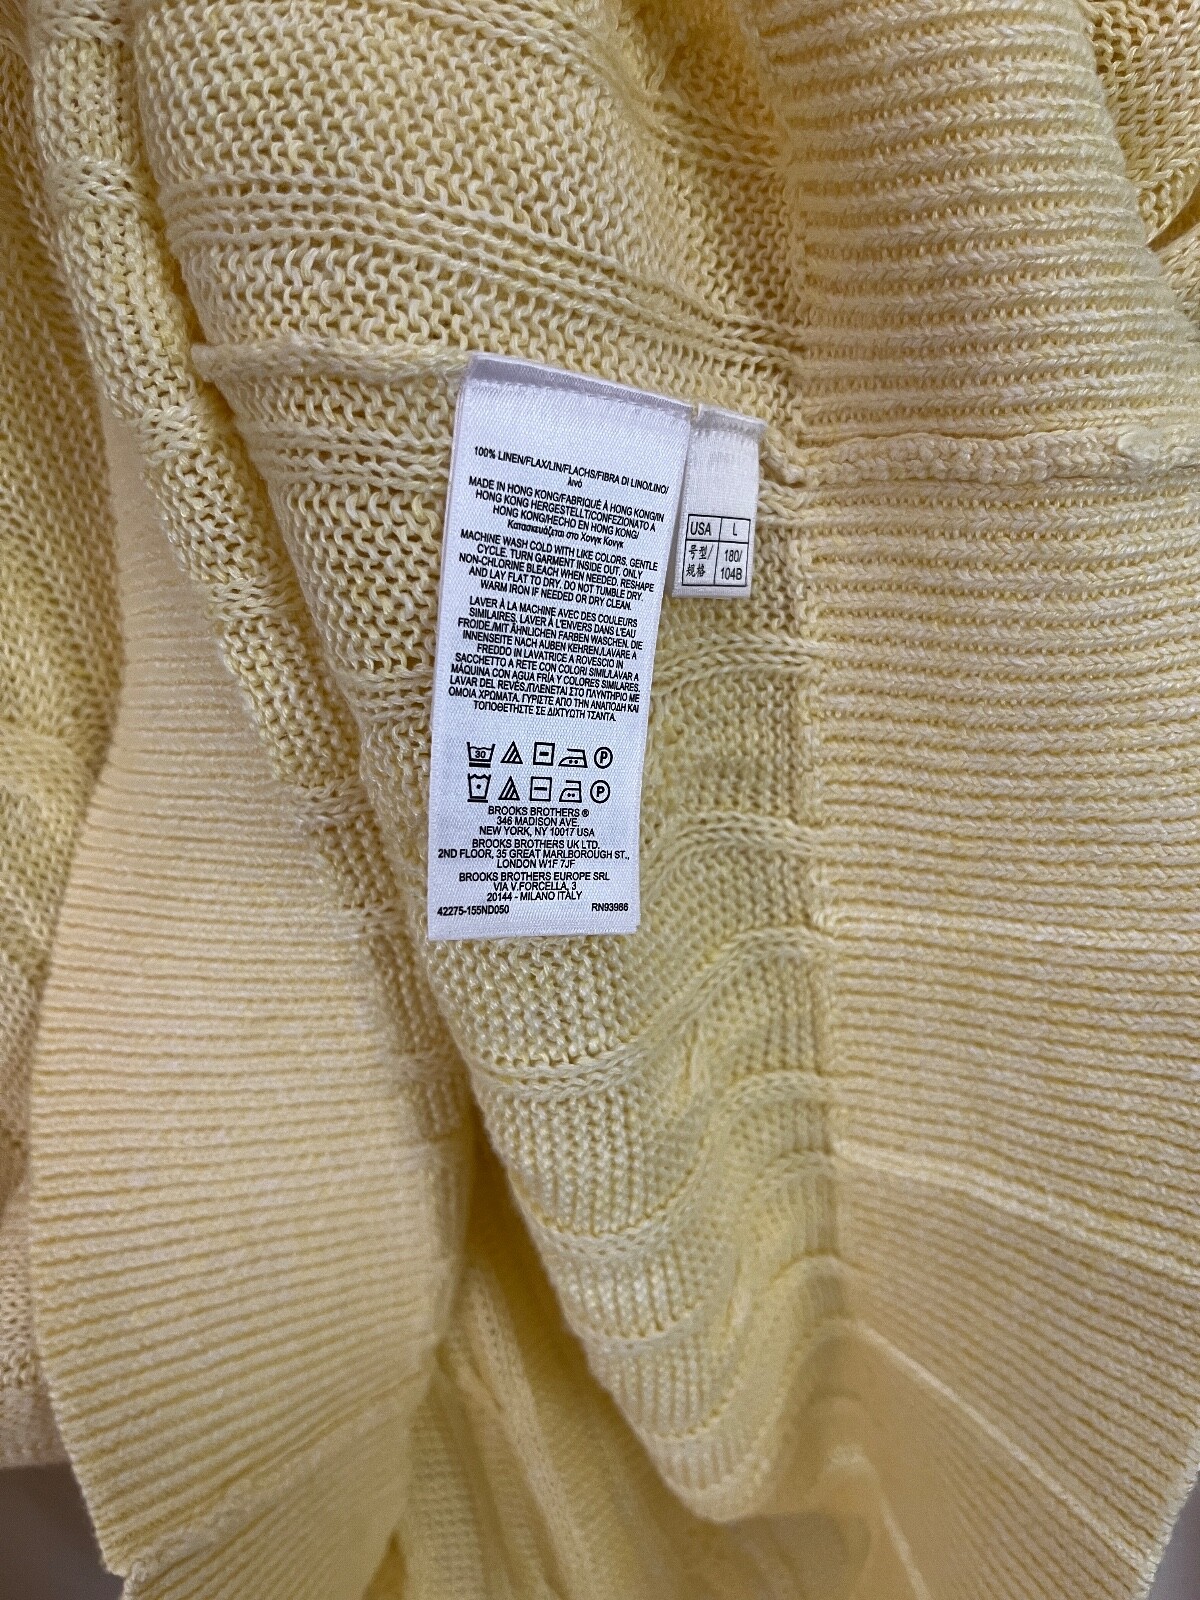 100% LINEN/FLAX/LIN/FLACHS/FIBRA DI LINO/LINO/
λινό
MADE IN HONG KONG/FABRIQUÉ À HONG KONG/IN
HONG KONG HERGESTELLT/CONFEZIONATO A
HONG KONG/HECHO EN HONG KONG/
Κατασκευάζεται στο Χονγκ Κονγκ
MACHINE WASH COLD WITH LIKE COLORS, GENTLE
CYCLE. TURN GARMENT INSIDE OUT. ONLY
NON-CHLORINE BLEACH WHEN NEEDED. RESHAPE
AND LAY FLAT TO DRY. DO NOT TUMBLE DRY.
WARM IRON IF NEEDED OR DRY CLEAN.
LAVER À LA MACHINE AVEC DES COULEURS
SIMILAIRES. LAVER À L'ENVERS DANS L'EAU
FROIDE./MIT ÄHNLICHEN FARBEN WASCHEN. DIE
INNENSEITE NACH AUßEN KEHREN./LAVARE A
FREDDO IN LAVATRICE A ROVESCIO IN
SACCHETTO A RETE CON COLORI SIMILI/LAVAR A
MÁQUINA CON AGUA FRÍA Y COLORES SIMILARES.
LAVAR DEL REVÉS./ΠΛΕΝΕΤΑΙ ΣΤΟ ΠΛΥΝΤΗΡΙΟ ΜΕ
ΟΜΟΙΑ ΧΡΩΜΑΤΑ. ΓΥΡΙΣΤΕ ΑΠΟ ΤΗΝ ΑΝΑΠΟΔΗ ΚΑΙ
ΤΟΠΟΘΕΤΗΣΤΕ ΣΕ ΔΙΧΤΥΩΤΗ ΤΣΑΝΤΑ.
30 P
P
BROOKS BROTHERS ®
346 MADISON AVE.
NEW YORK, NY 10017 USA
BROOKS BROTHERS UK LTD.
2ND FLOOR, 35 GREAT MARLBOROUGH ST.,
LONDON W1F 7JF
BROOKS BROTHERS EUROPE SRL
VIA V.FORCELLA, 3
20144 - MILANO ITALY
42275-155ND050 RN93986
USA L
号型/ 180/
规格 104B